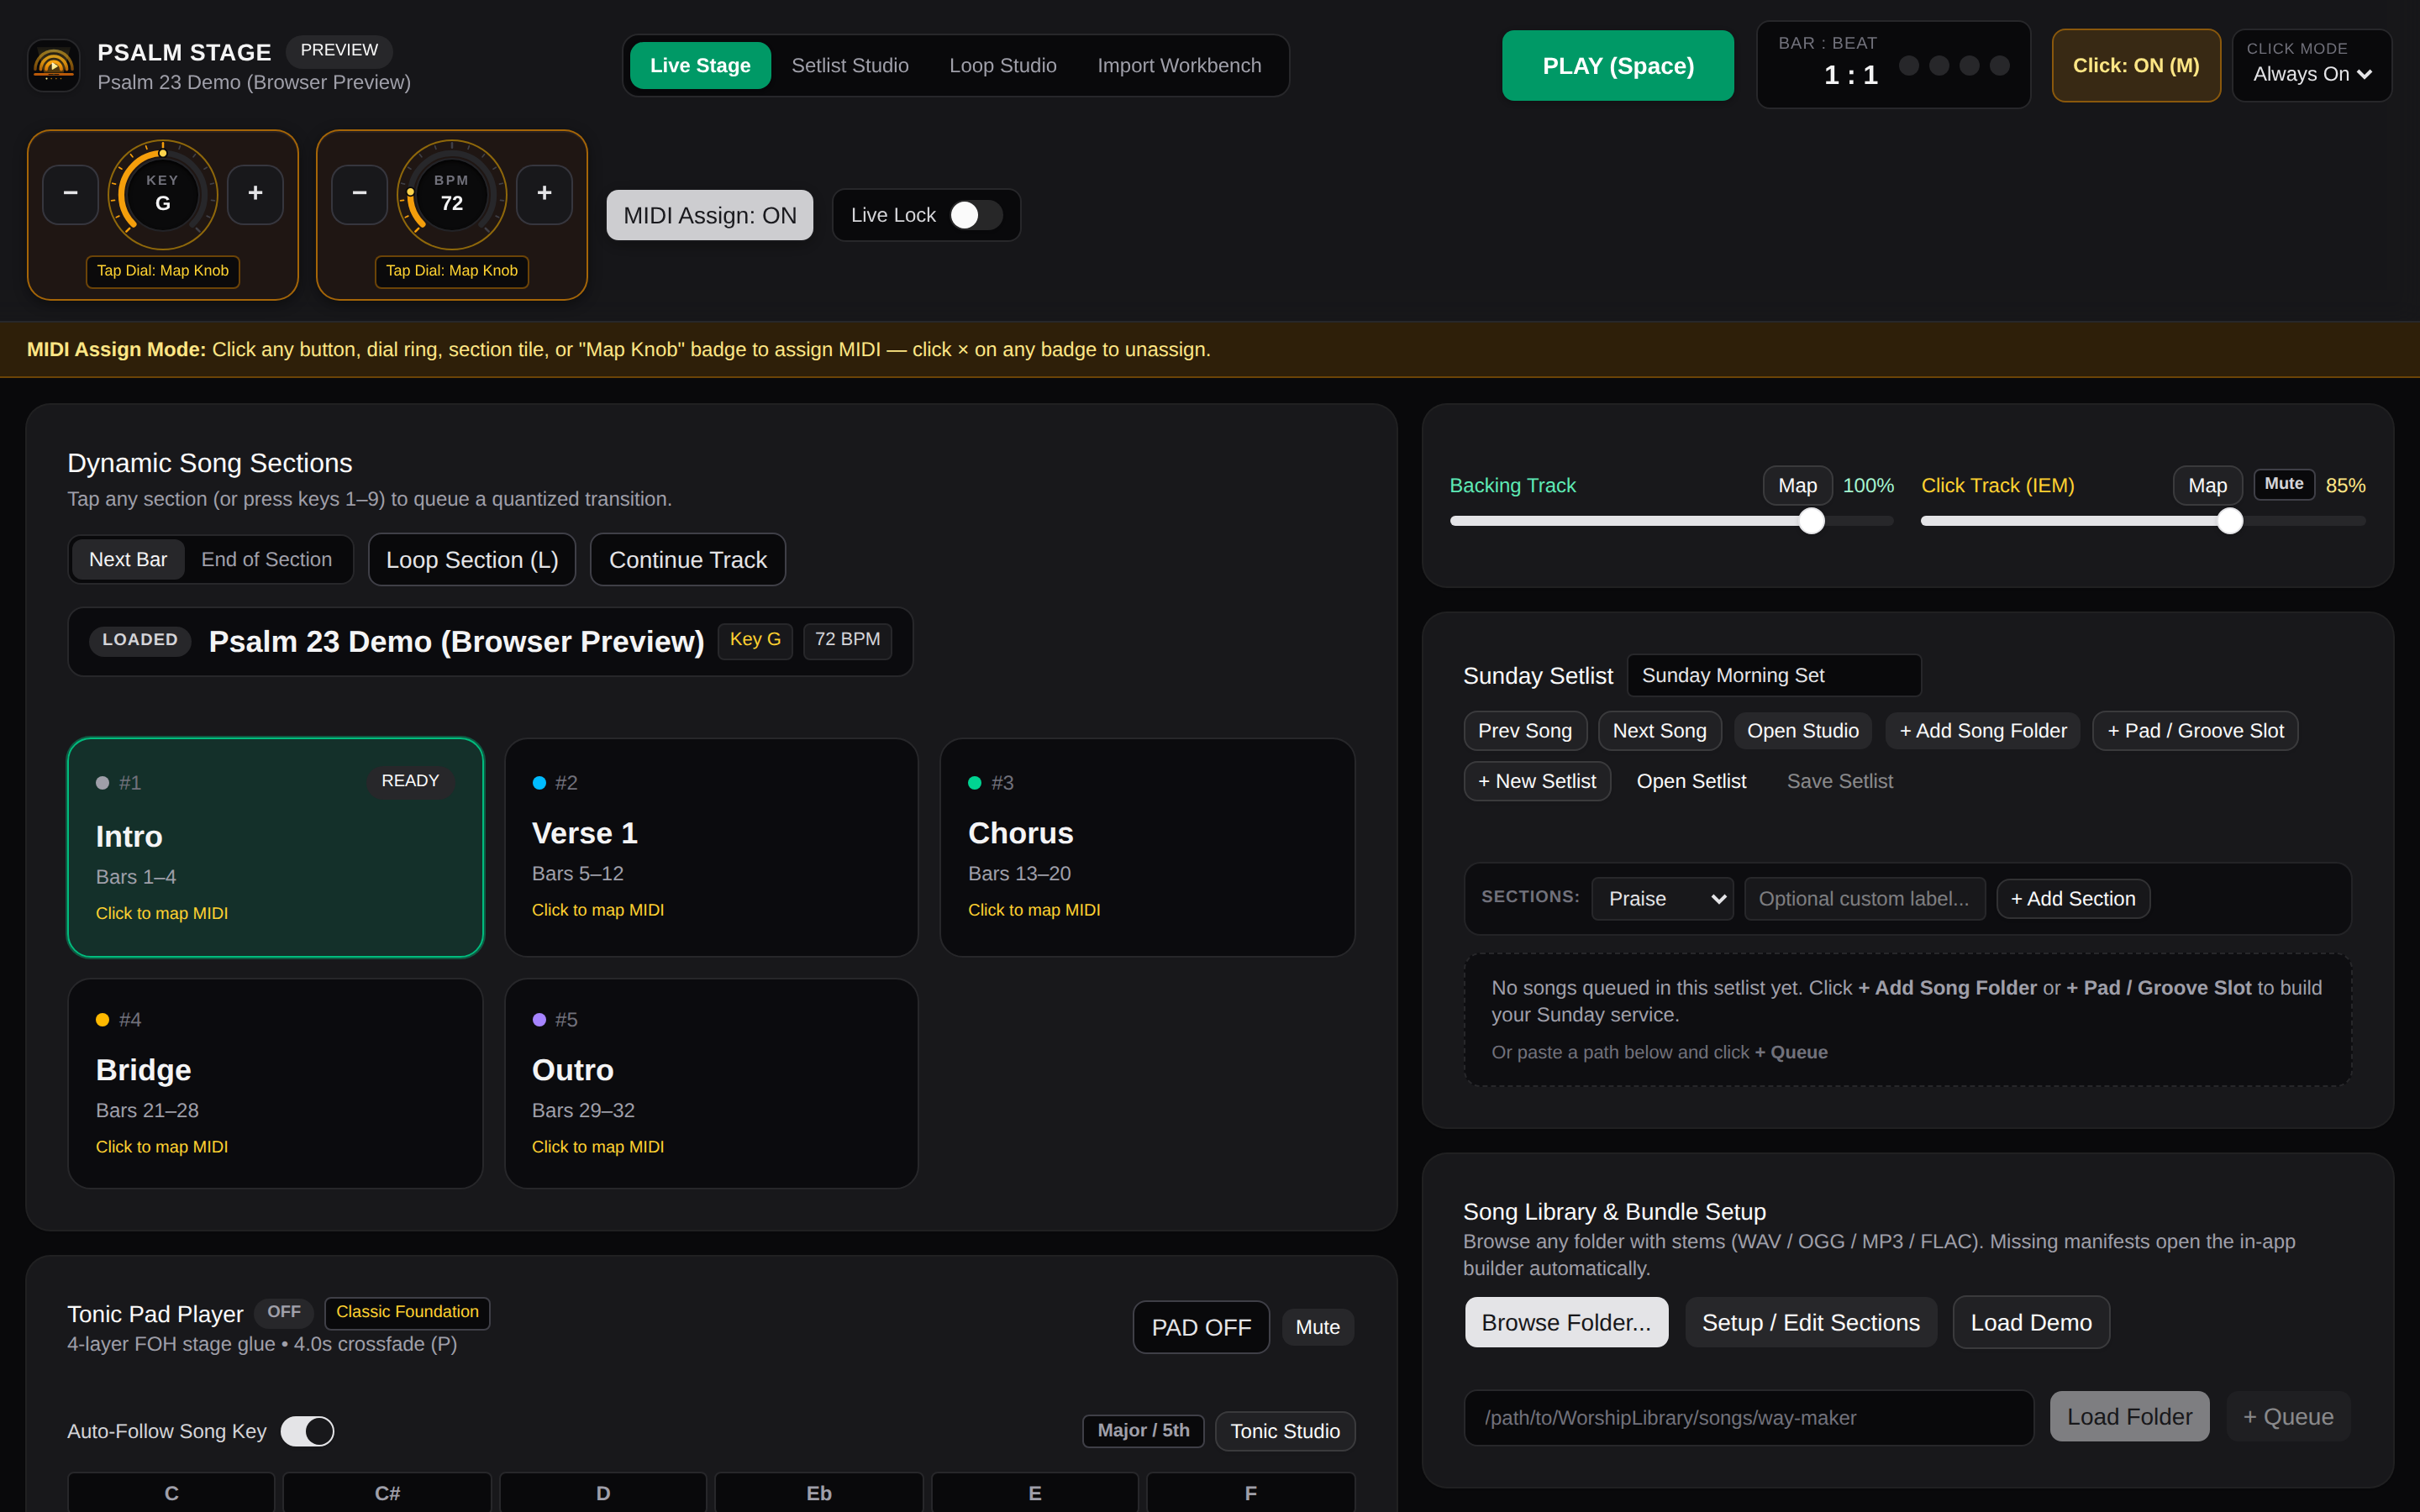 PSALM STAGE PREVIEW
Psalm 23 Demo (Browser Preview)
Live Stage Setlist Studio Loop Studio Import Workbench
PLAY (Space)
BAR : BEAT
1 : 1
Click: ON (M)
CLICK MODE
Always On
− KEY G +
Tap Dial: Map Knob
− BPM 72 +
Tap Dial: Map Knob
MIDI Assign: ON
Live Lock
MIDI Assign Mode: Click any button, dial ring, section tile, or "Map Knob" badge to assign MIDI — click × on any badge to unassign.
Dynamic Song Sections
Tap any section (or press keys 1–9) to queue a quantized transition.
Next Bar End of Section Loop Section (L) Continue Track
LOADED Psalm 23 Demo (Browser Preview) Key G 72 BPM
#1 READY
Intro
Bars 1–4
Click to map MIDI
#2
Verse 1
Bars 5–12
Click to map MIDI
#3
Chorus
Bars 13–20
Click to map MIDI
#4
Bridge
Bars 21–28
Click to map MIDI
#5
Outro
Bars 29–32
Click to map MIDI
Tonic Pad Player OFF Classic Foundation
4-layer FOH stage glue • 4.0s crossfade (P)
PAD OFF Mute
Auto-Follow Song Key
Major / 5th Tonic Studio
C C# D Eb E F
Backing Track Map 100%
Click Track (IEM) Map Mute 85%
Sunday Setlist Sunday Morning Set
Prev Song Next Song Open Studio + Add Song Folder + Pad / Groove Slot
+ New Setlist Open Setlist Save Setlist
SECTIONS: Praise Optional custom label... + Add Section
No songs queued in this setlist yet. Click + Add Song Folder or + Pad / Groove Slot to build
your Sunday service.
Or paste a path below and click + Queue
Song Library & Bundle Setup
Browse any folder with stems (WAV / OGG / MP3 / FLAC). Missing manifests open the in-app
builder automatically.
Browse Folder... Setup / Edit Sections Load Demo
/path/to/WorshipLibrary/songs/way-maker Load Folder + Queue